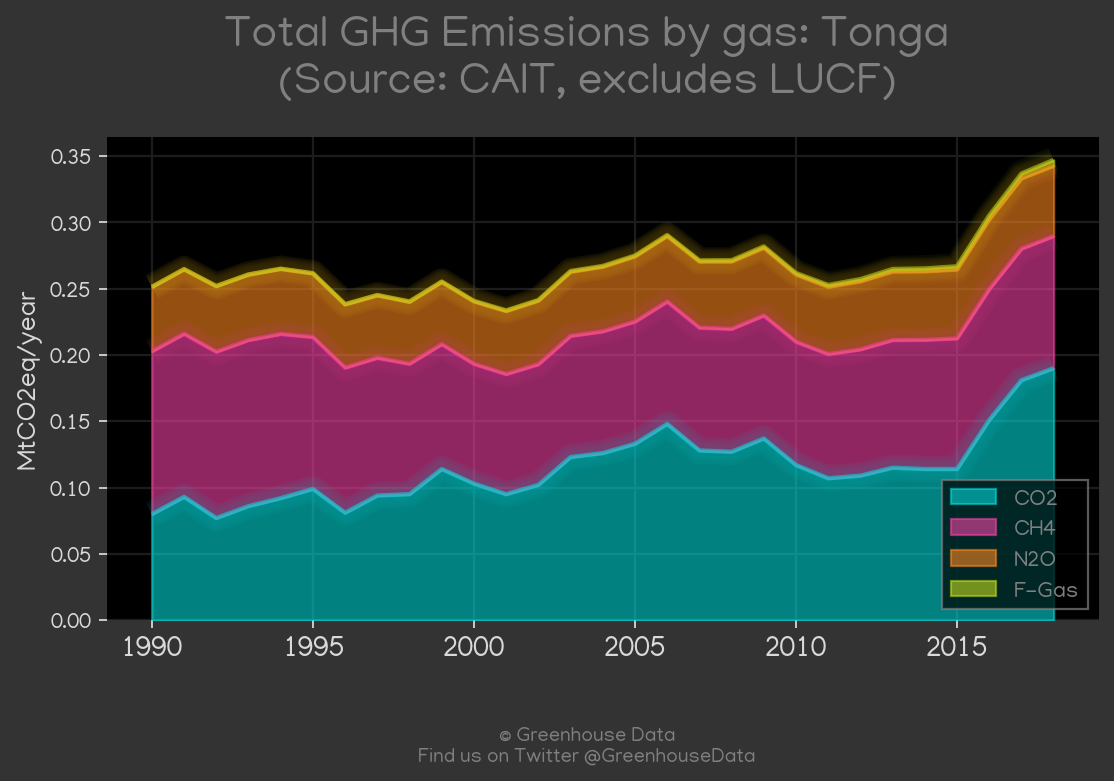 Total GHG Emissions by gas: Tonga
(Source: CAIT, excludes LUCF)
MtCO2eq/year
0.35
0.30
0.25
0.20
0.15
0.10
0.05
0.00
1990 1995 2000 2005 2010 2015
CO2
CH4
N2O
F-Gas
© Greenhouse Data
Find us on Twitter @GreenhouseData